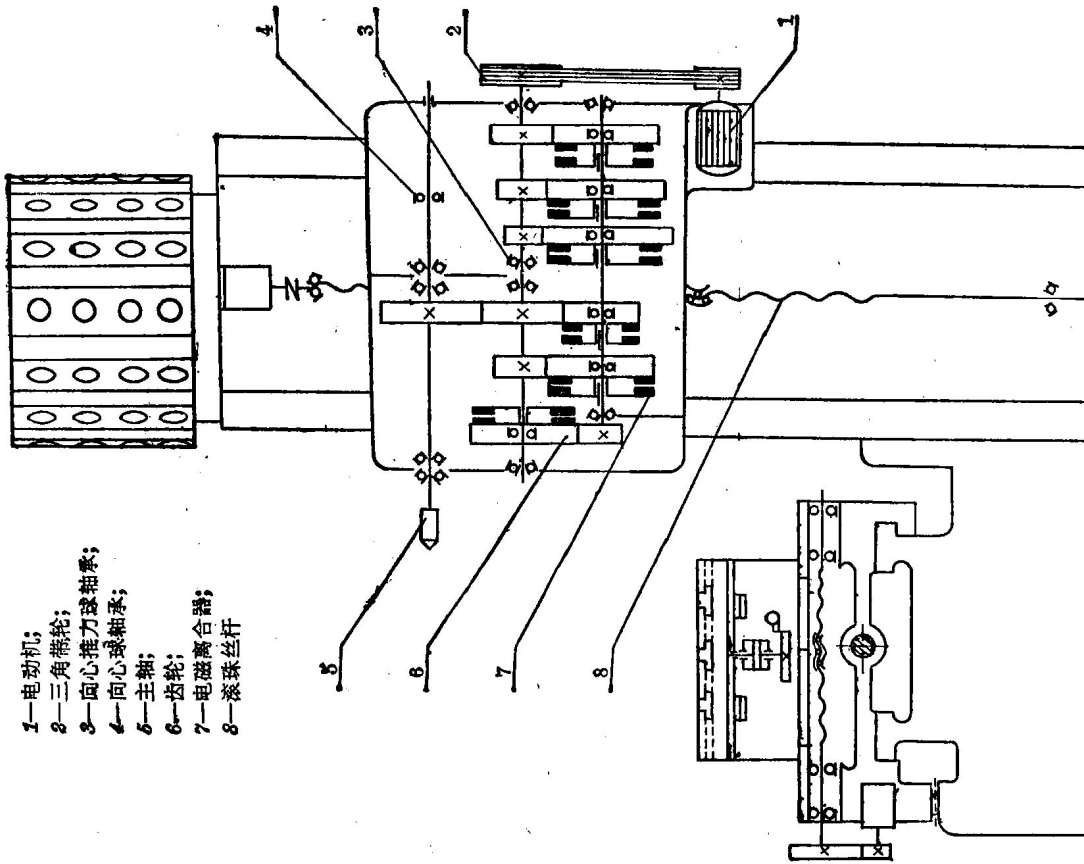 1—电动机;
2—三角带轮;
3—向心推力球轴承;
4—向心球轴承;
5—主轴;
6—齿轮;
7—电磁离合器;
8—滚珠丝杆
4
3
2
1
5
6
7
8